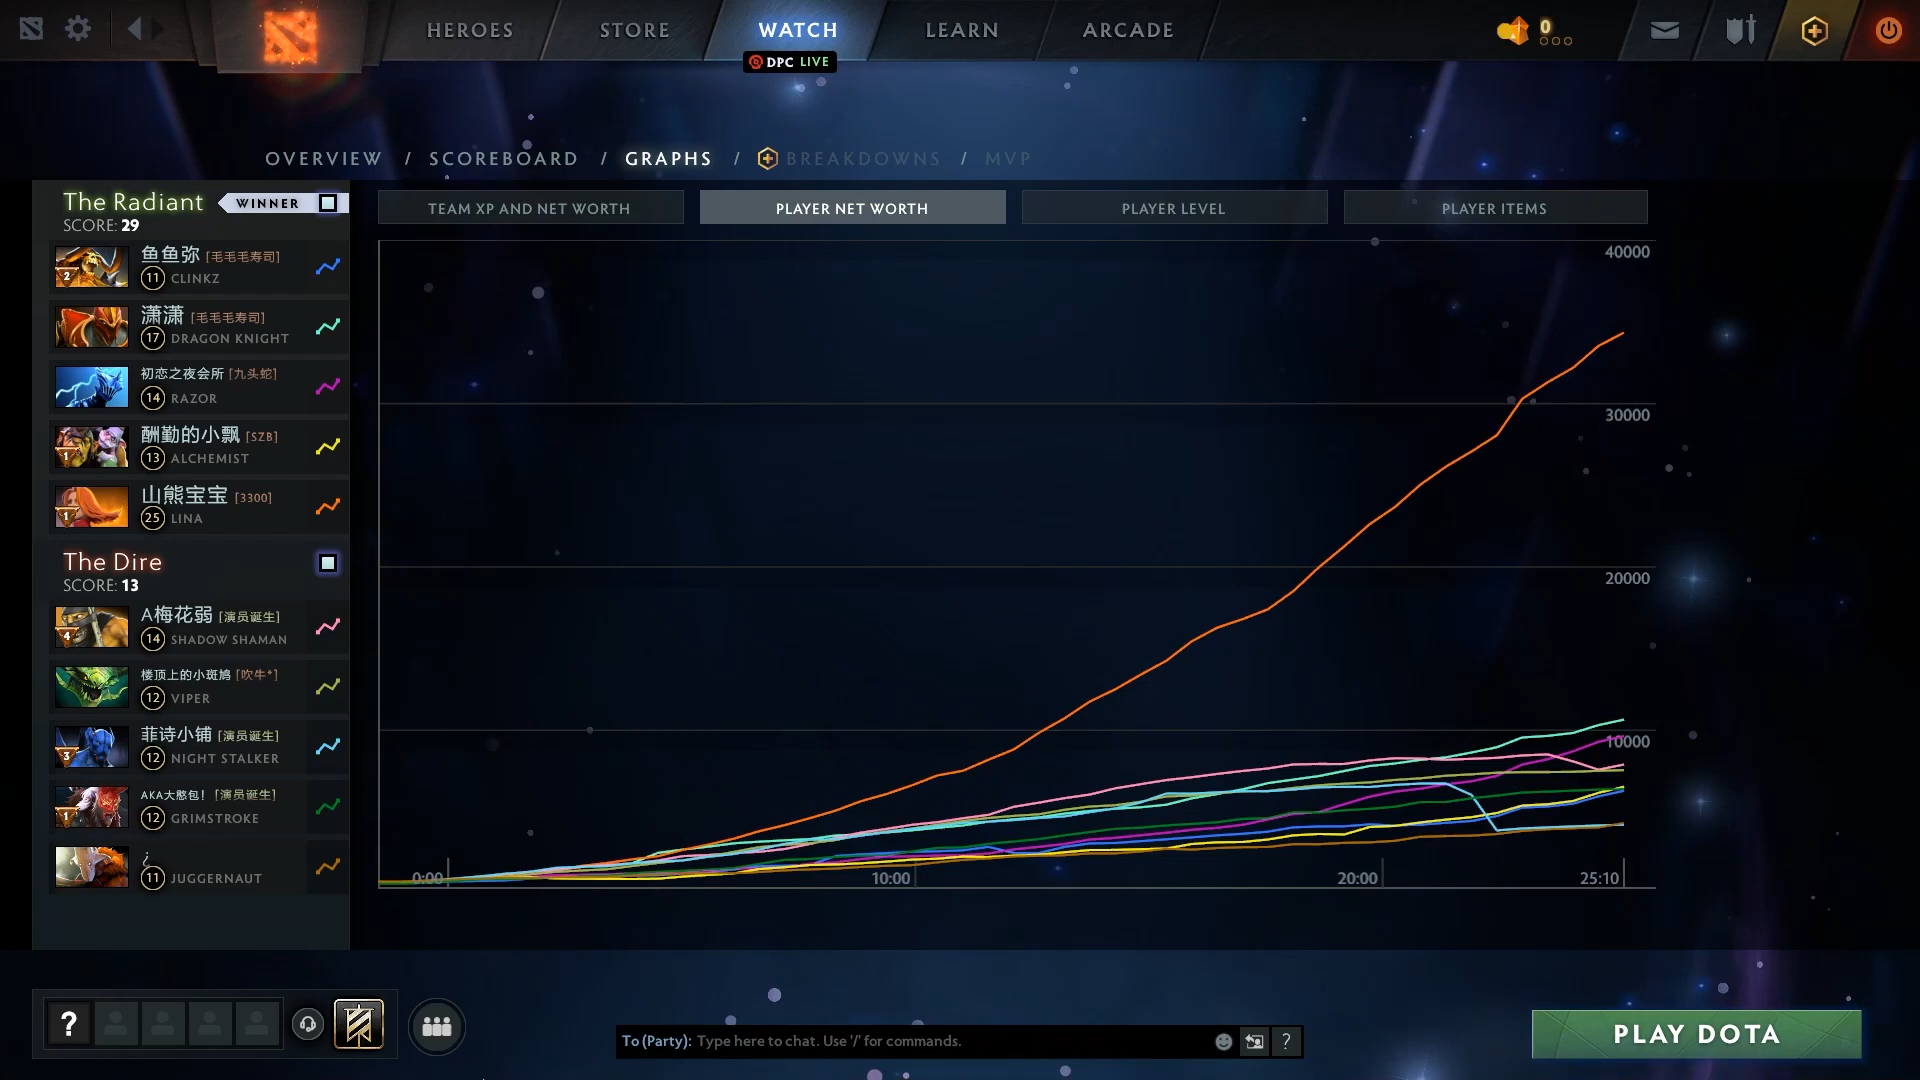 HEROES
STORE
WATCH
LEARN
ARCADE
0
DPC LIVE
OVERVIEW / SCOREBOARD / GRAPHS / BREAKDOWNS / MVP
The Radiant
WINNER
SCORE: 29
TEAM XP AND NET WORTH
PLAYER NET WORTH
PLAYER LEVEL
PLAYER ITEMS
2
鱼鱼弥 [毛毛毛寿司]
11 CLINKZ
潇潇 [毛毛毛寿司]
17 DRAGON KNIGHT
初恋之夜会所 [九头蛇]
14 RAZOR
1
酬勤的小飘 [SZB]
13 ALCHEMIST
1
山熊宝宝 [3300]
25 LINA
The Dire
SCORE: 13
4
A梅花弱 [演员诞生]
14 SHADOW SHAMAN
楼顶上的小斑鸠 [吹牛*]
12 VIPER
3
菲诗小铺 [演员诞生]
12 NIGHT STALKER
1
AKA大憨包！ [演员诞生]
12 GRIMSTROKE
¿
11 JUGGERNAUT
40000
30000
20000
10000
0:00
10:00
20:00
25:10
?
To (Party): Type here to chat. Use '/' for commands.
?
PLAY DOTA